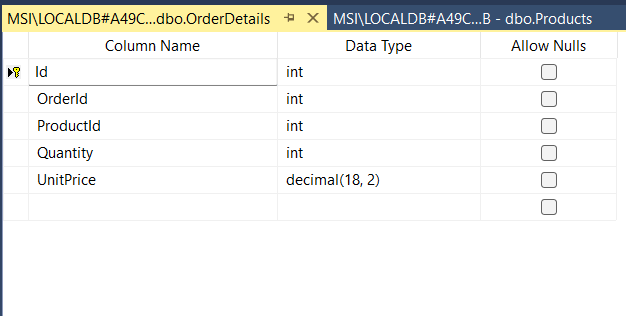 MSI\LOCALDB#A49C...dbo.OrderDetails MSI\LOCALDB#A49C...B - dbo.Products
Column Name Data Type Allow Nulls
Id int
OrderId int
ProductId int
Quantity int
UnitPrice decimal(18, 2)